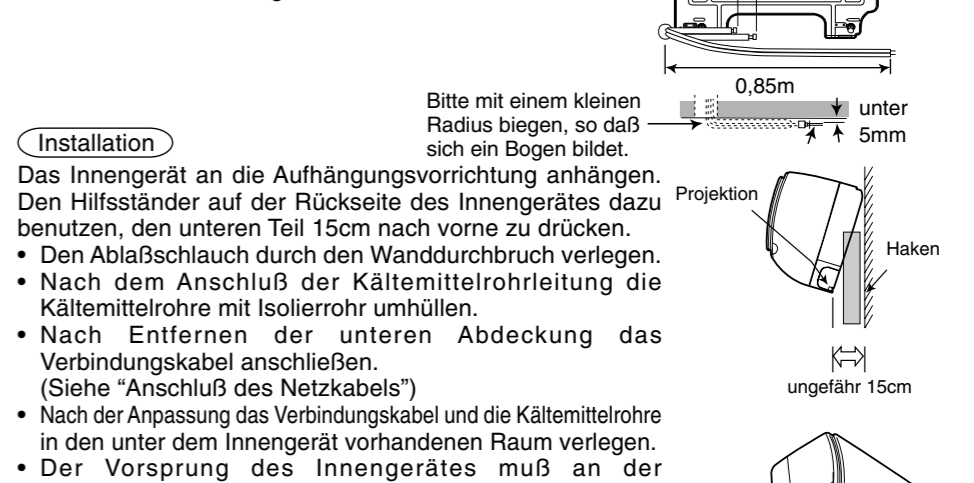 0,85m
Bitte mit einem kleinen
Radius biegen, so daß
sich ein Bogen bildet.
unter
5mm
Installation
Das Innengerät an die Aufhängungsvorrichtung anhängen.
Den Hilfsständer auf der Rückseite des Innengerätes dazu
benutzen, den unteren Teil 15cm nach vorne zu drücken.
• Den Ablaßschlauch durch den Wanddurchbruch verlegen.
• Nach dem Anschluß der Kältemittelrohrleitung die
Kältemittelrohre mit Isolierrohr umhüllen.
• Nach Entfernen der unteren Abdeckung das
Verbindungskabel anschließen.
(Siehe “Anschluß des Netzkabels”)
• Nach der Anpassung das Verbindungskabel und die Kältemittelrohre
in den unter dem Innengerät vorhandenen Raum verlegen.
• Der Vorsprung des Innengerätes muß an der
Projektion
Haken
ungefähr 15cm